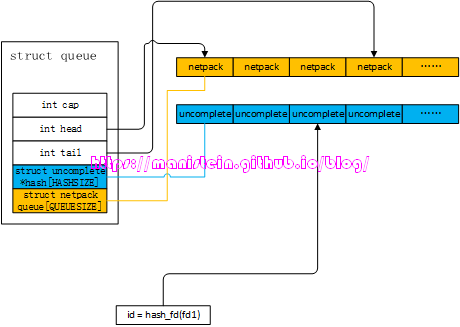 struct queue
int cap
int head
int tail
struct uncomplete
*hash[HASHSIZE]
struct netpack
queue[QUEUESIZE]
netpack netpack netpack netpack ……
uncomplete uncomplete uncomplete uncomplete ……
https://manistein.github.io/blog/
id = hash_fd(fd1)